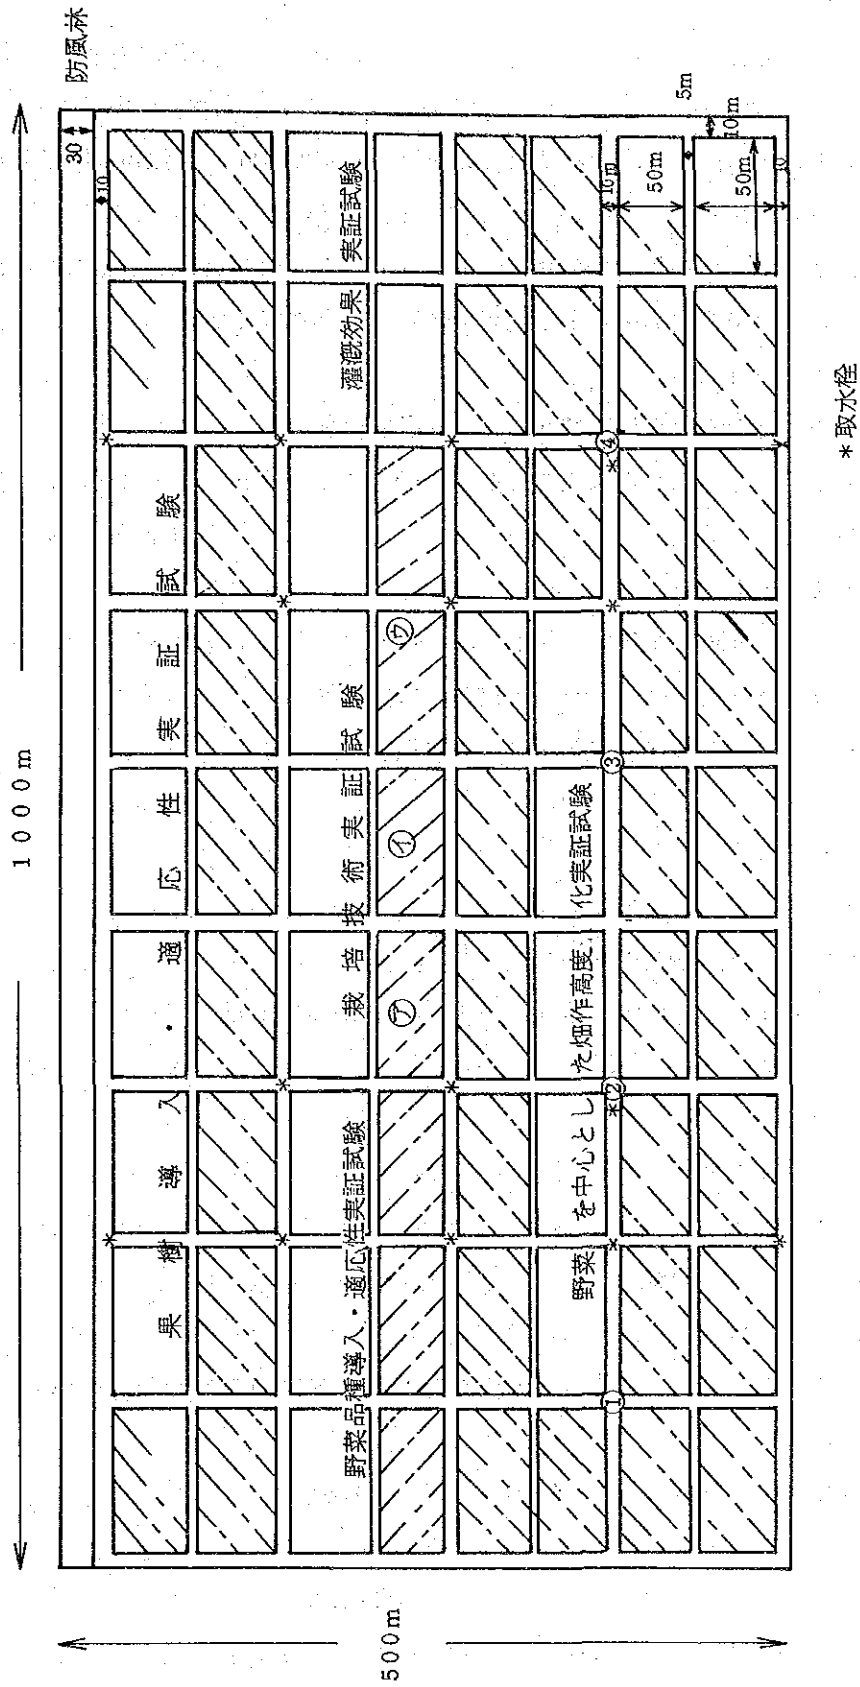 1000m
500m
防風林
30
10
果樹導入・適応性実証試験
野菜品種導入・適応性実証試験
栽培技術実証試験
灌漑効果実証試験
㋐
㋑
㋒
野菜を中心とした畑作高度化実証試験
①
②
③
④
10m
50m
5m
10m
50m
10
*取水栓